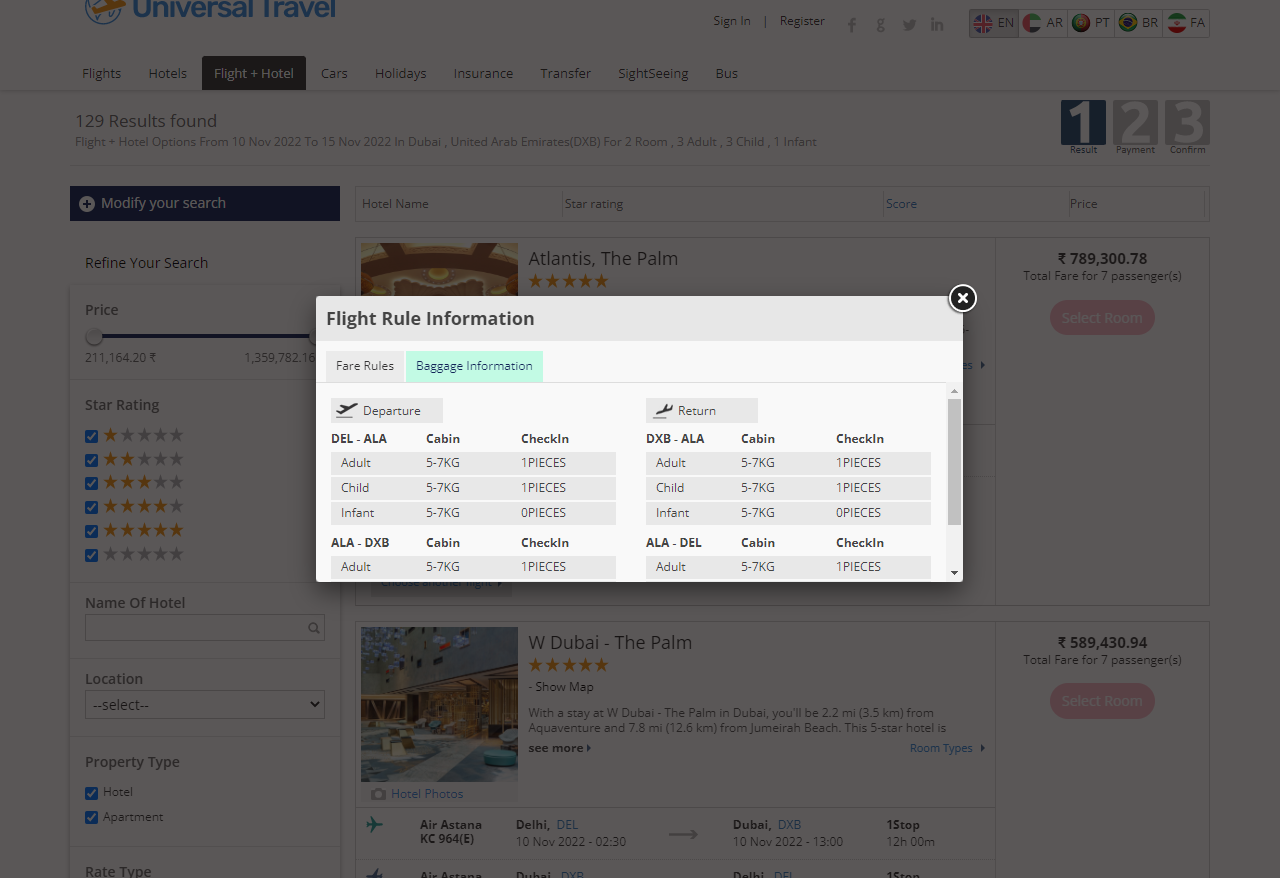 Universal Travel
Sign In | Register
EN AR PT BR FA
Flights Hotels Flight + Hotel Cars Holidays Insurance Transfer SightSeeing Bus
129 Results found
Flight + Hotel Options From 10 Nov 2022 To 15 Nov 2022 In Dubai , United Arab Emirates(DXB) For 2 Room , 3 Adult , 3 Child , 1 Infant
1 2 3
Result Payment Confirm
Modify your search
Hotel Name Star rating Score Price
Refine Your Search
Price
211,164.20 ₹ 1,359,782.16
Star Rating
Name Of Hotel
Location
--select--
Property Type
Hotel
Apartment
Rate Type
Atlantis, The Palm
₹ 789,300.78
Total Fare for 7 passenger(s)
Select Room
Flight Rule Information
Fare Rules Baggage Information
Departure
DEL - ALA Cabin CheckIn
Adult 5-7KG 1PIECES
Child 5-7KG 1PIECES
Infant 5-7KG 0PIECES
ALA - DXB Cabin CheckIn
Adult 5-7KG 1PIECES
Return
DXB - ALA Cabin CheckIn
Adult 5-7KG 1PIECES
Child 5-7KG 1PIECES
Infant 5-7KG 0PIECES
ALA - DEL Cabin CheckIn
Adult 5-7KG 1PIECES
Choose another flight
W Dubai - The Palm
- Show Map
With a stay at W Dubai - The Palm in Dubai, you'll be 2.2 mi (3.5 km) from
Aquaventure and 7.8 mi (12.6 km) from Jumeirah Beach. This 5-star hotel is
see more
Room Types
₹ 589,430.94
Total Fare for 7 passenger(s)
Select Room
Hotel Photos
Air Astana Delhi, DEL Dubai, DXB 1Stop
KC 964(E) 10 Nov 2022 - 02:30 10 Nov 2022 - 13:00 12h 00m
Air Astana Dubai, DXB Delhi, DEL 1Stop